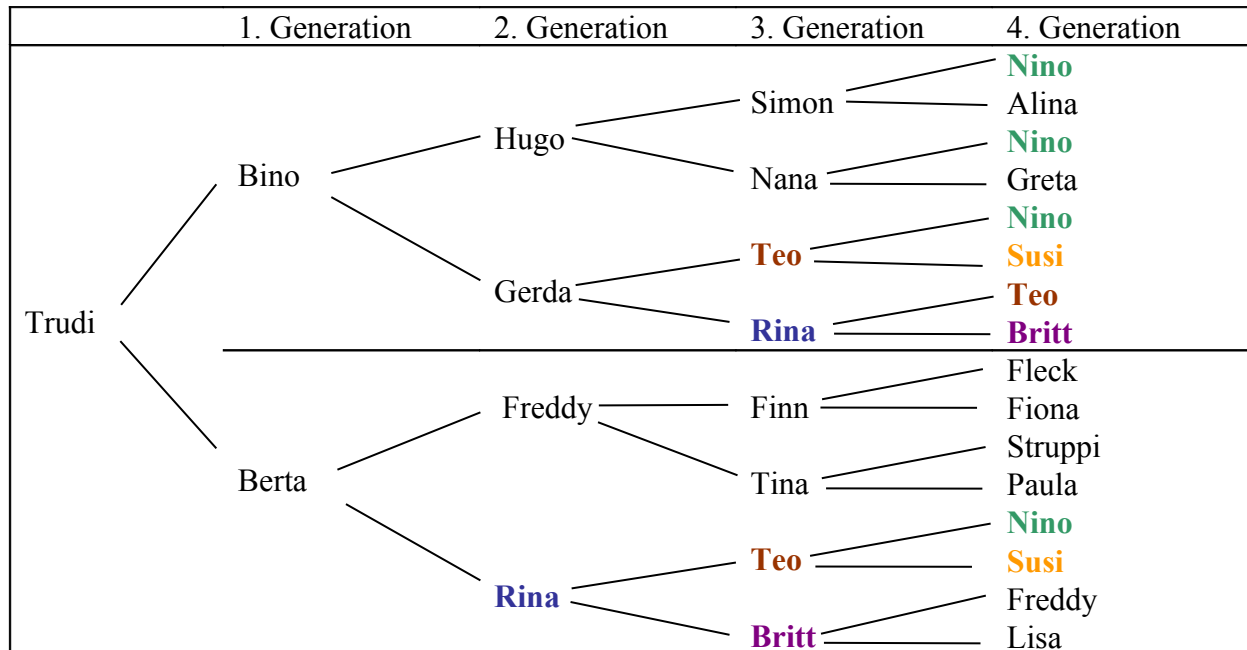 1. Generation 2. Generation 3. Generation 4. Generation
Nino
Simon Alina
Hugo Nino
Bino Nana Greta
Nino
Teo Susi
Gerda Teo
Trudi Rina Britt
Fleck
Freddy Finn Fiona
Struppi
Berta Tina Paula
Nino
Teo Susi
Rina Freddy
Britt Lisa